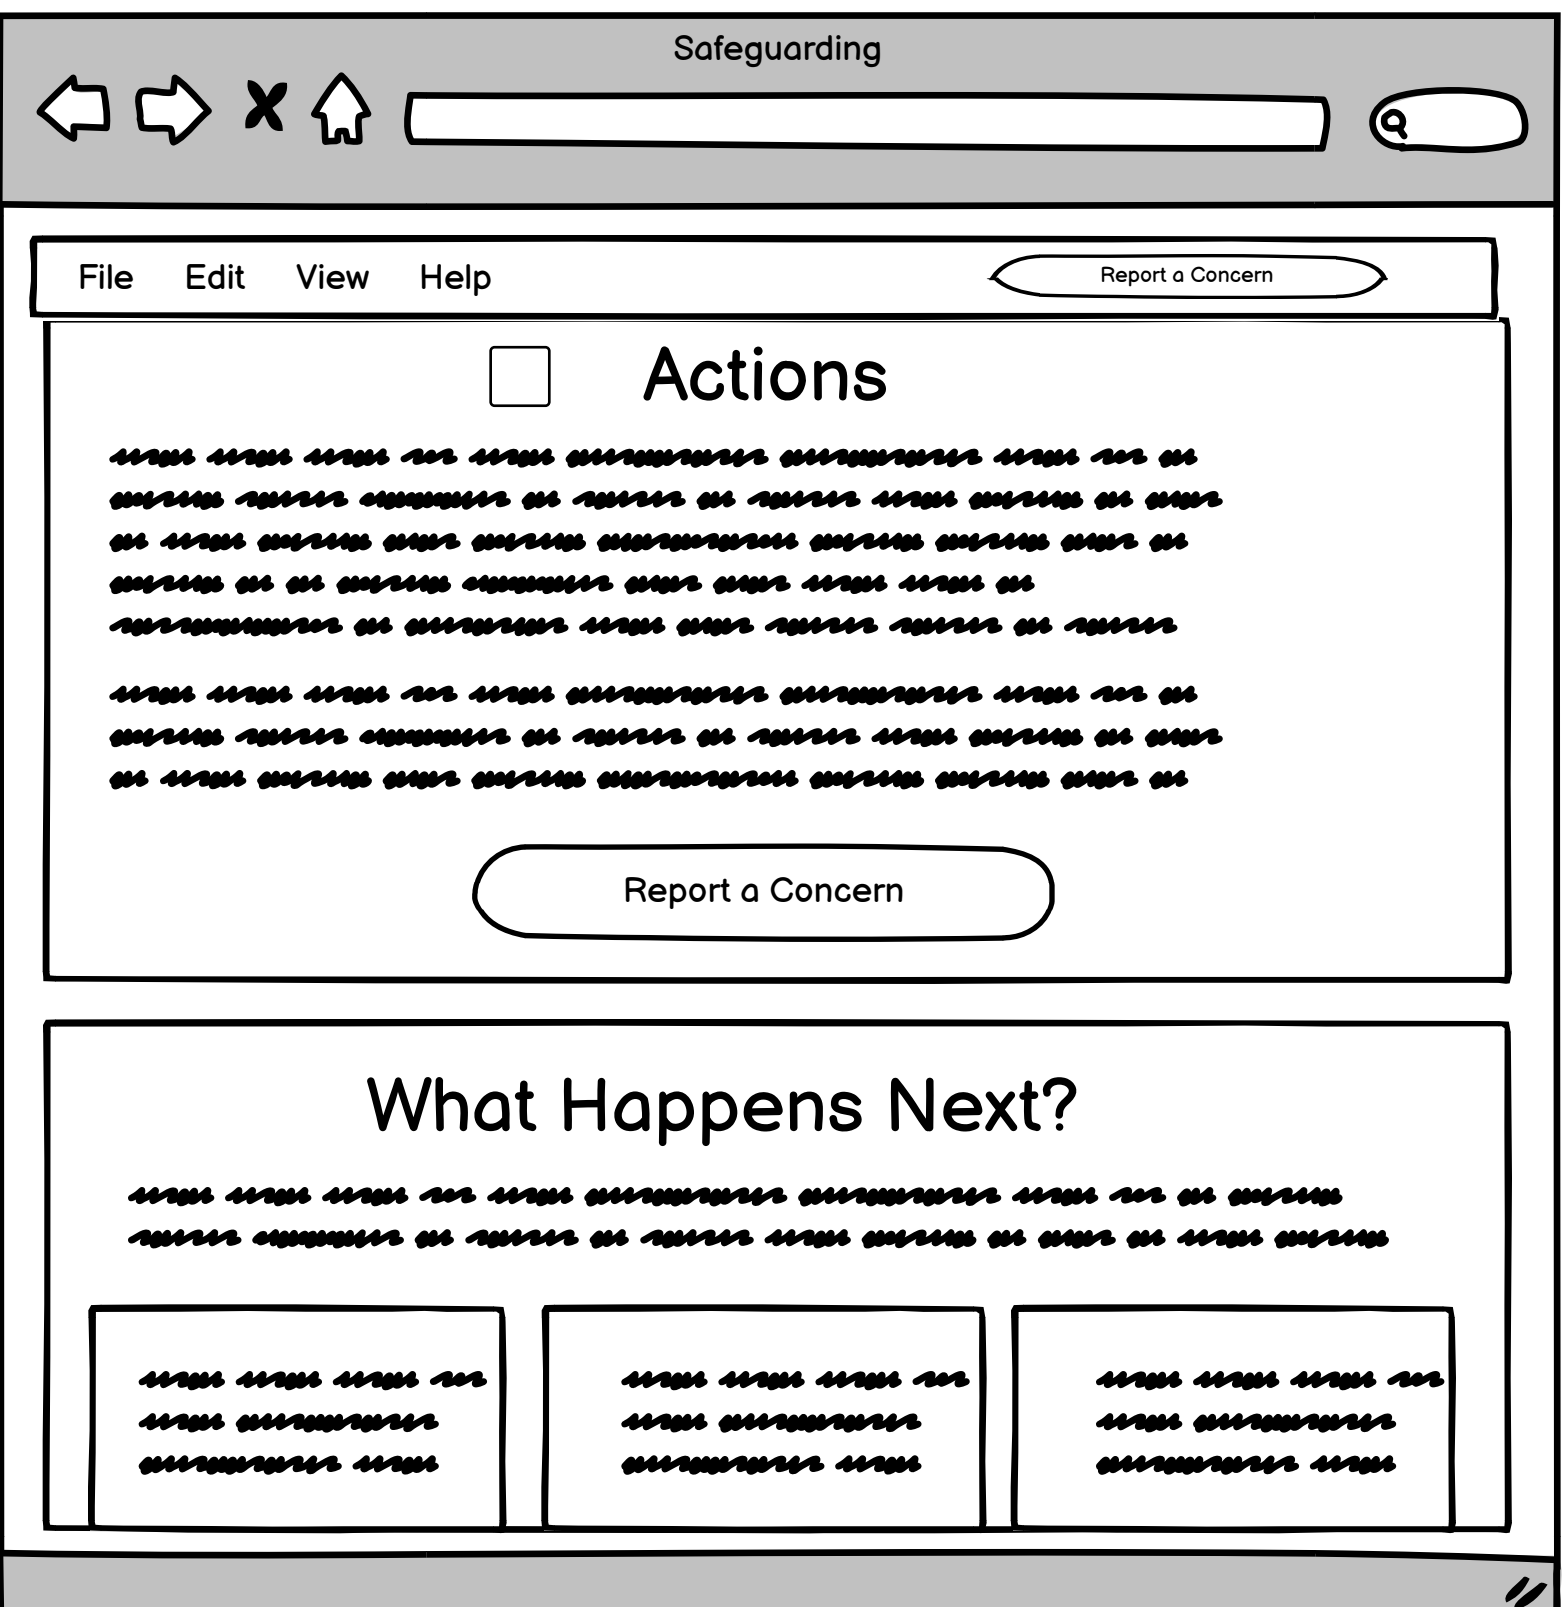 Safeguarding
File Edit View Help Report a Concern
Actions
Report a Concern
What Happens Next?